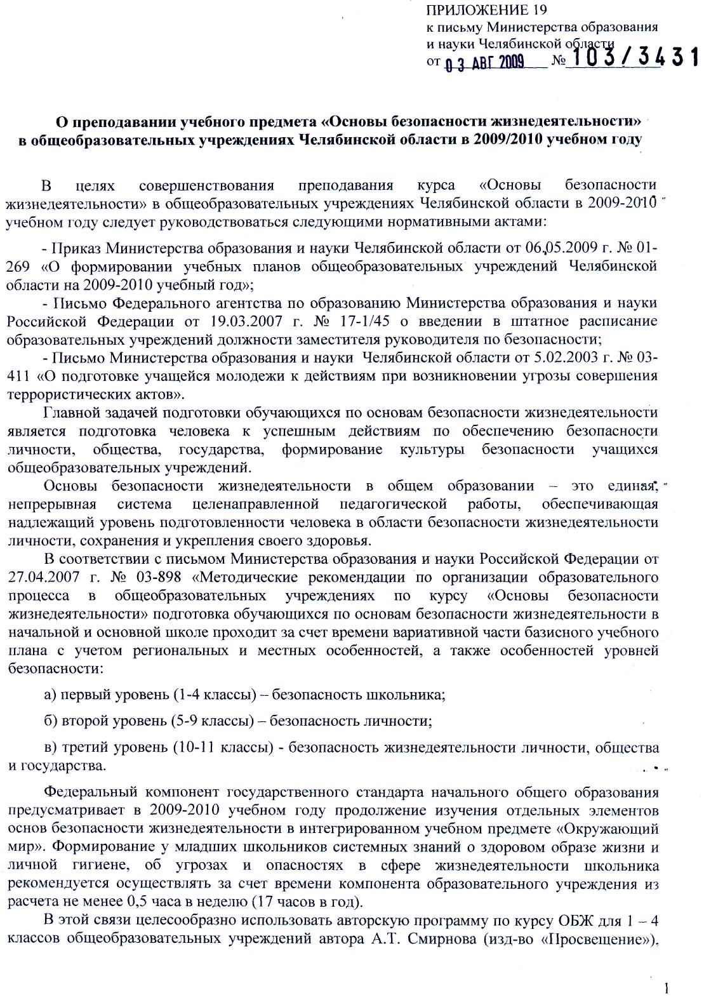 ПРИЛОЖЕНИЕ 19
к письму Министерства образования
и науки Челябинской области
от 03 АВГ 2009 № 103/3431
О преподавании учебного предмета «Основы безопасности жизнедеятельности»
в общеобразовательных учреждениях Челябинской области в 2009/2010 учебном году
В целях совершенствования преподавания курса «Основы безопасности
жизнедеятельности» в общеобразовательных учреждениях Челябинской области в 2009-2010
учебном году следует руководствоваться следующими нормативными актами:
- Приказ Министерства образования и науки Челябинской области от 06.05.2009 г. № 01-
269 «О формировании учебных планов общеобразовательных учреждений Челябинской
области на 2009-2010 учебный год»;
- Письмо Федерального агентства по образованию Министерства образования и науки
Российской Федерации от 19.03.2007 г. № 17-1/45 о введении в штатное расписание
образовательных учреждений должности заместителя руководителя по безопасности;
- Письмо Министерства образования и науки Челябинской области от 5.02.2003 г. № 03-
411 «О подготовке учащейся молодежи к действиям при возникновении угрозы совершения
террористических актов».
Главной задачей подготовки обучающихся по основам безопасности жизнедеятельности
является подготовка человека к успешным действиям по обеспечению безопасности
личности, общества, государства, формирование культуры безопасности учащихся
общеобразовательных учреждений.
Основы безопасности жизнедеятельности в общем образовании – это единая,
непрерывная система целенаправленной педагогической работы, обеспечивающая
надлежащий уровень подготовленности человека в области безопасности жизнедеятельности
личности, сохранения и укрепления своего здоровья.
В соответствии с письмом Министерства образования и науки Российской Федерации от
27.04.2007 г. № 03-898 «Методические рекомендации по организации образовательного
процесса в общеобразовательных учреждениях по курсу «Основы безопасности
жизнедеятельности» подготовка обучающихся по основам безопасности жизнедеятельности в
начальной и основной школе проходит за счет времени вариативной части базисного учебного
плана с учетом региональных и местных особенностей, а также особенностей уровней
безопасности:
а) первый уровень (1-4 классы) – безопасность школьника;
б) второй уровень (5-9 классы) – безопасность личности;
в) третий уровень (10-11 классы) - безопасность жизнедеятельности личности, общества
и государства.
Федеральный компонент государственного стандарта начального общего образования
предусматривает в 2009-2010 учебном году продолжение изучения отдельных элементов
основ безопасности жизнедеятельности в интегрированном учебном предмете «Окружающий
мир». Формирование у младших школьников системных знаний о здоровом образе жизни и
личной гигиене, об угрозах и опасностях в сфере жизнедеятельности школьника
рекомендуется осуществлять за счет времени компонента образовательного учреждения из
расчета не менее 0,5 часа в неделю (17 часов в год).
В этой связи целесообразно использовать авторскую программу по курсу ОБЖ для 1 – 4
классов общеобразовательных учреждений автора А.Т. Смирнова (изд-во «Просвещение»),
1